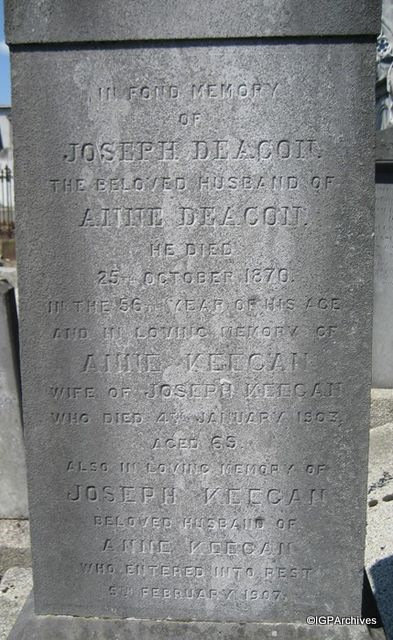 IN FOND MEMORY
OF
JOSEPH DEACON.
THE BELOVED HUSBAND OF
ANNE DEACON.
HE DIED
25TH OCTOBER 1870.
IN THE 56TH YEAR OF HIS AGE
AND IN LOVING MEMORY OF
ANNE KEEGAN
WIFE OF JOSEPH KEEGAN
WHO DIED 4TH JANUARY 1903,
AGED 65.
ALSO IN LOVING MEMORY OF
JOSEPH KEEGAN
BELOVED HUSBAND OF
ANNE KEEGAN
WHO ENTERED INTO REST
5TH FEBRUARY 1907.
©IGPArchives